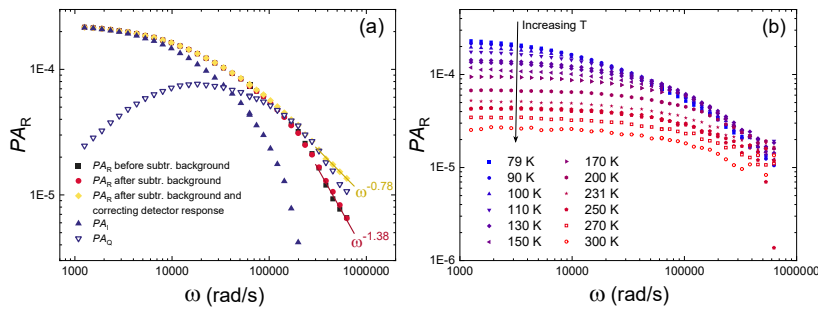 (a)
1E-4
1E-5
PA_R
PA_R before subtr. background
PA_R after subtr. background
PA_R after subtr. background and
correcting detector response
PA_I
PA_Q
ω^-0.78
ω^-1.38
1000
10000
100000
1000000
ω (rad/s)
(b)
Increasing T
1E-4
1E-5
1E-6
PA_R
79 K
90 K
100 K
110 K
130 K
150 K
170 K
200 K
231 K
250 K
270 K
300 K
1000
10000
100000
1000000
ω (rad/s)